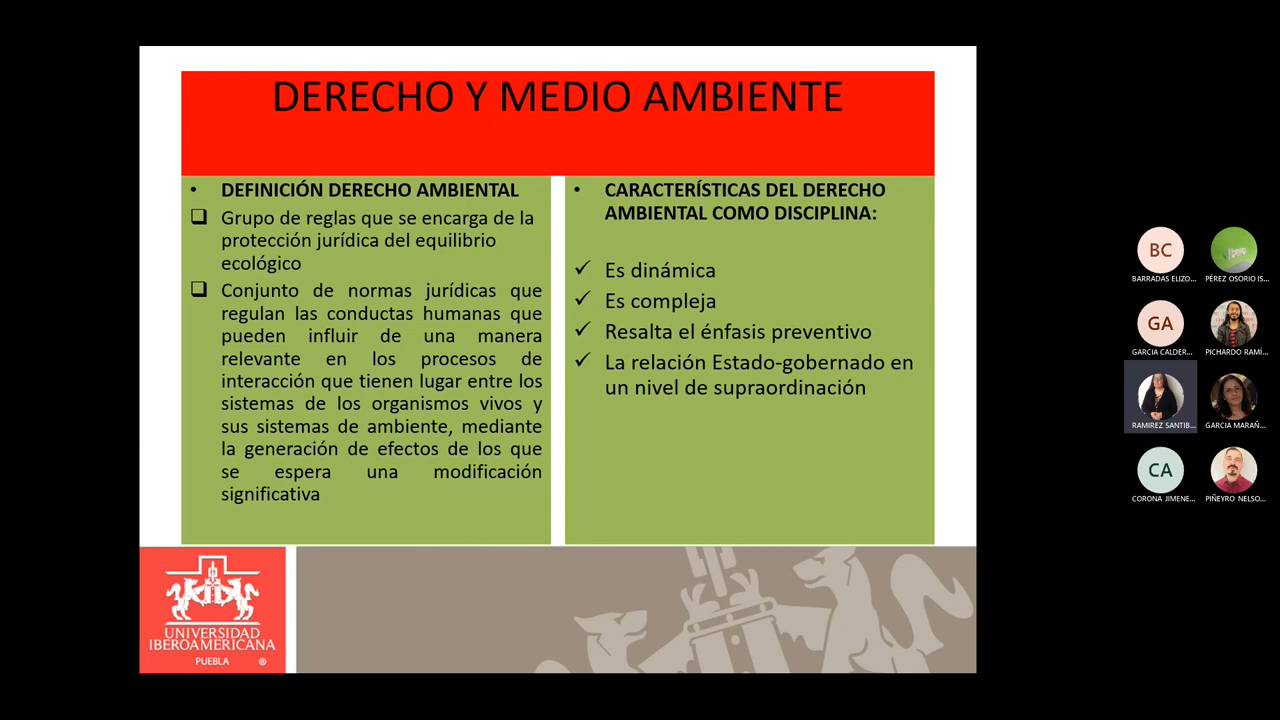 DERECHO Y MEDIO AMBIENTE
• DEFINICIÓN DERECHO AMBIENTAL
❑ Grupo de reglas que se encarga de la
protección jurídica del equilibrio
ecológico
❑ Conjunto de normas jurídicas que
regulan las conductas humanas que
pueden influir de una manera
relevante en los procesos de
interacción que tienen lugar entre los
sistemas de los organismos vivos y
sus sistemas de ambiente, mediante
la generación de efectos de los que
se espera una modificación
significativa
• CARACTERÍSTICAS DEL DERECHO
AMBIENTAL COMO DISCIPLINA:
✓ Es dinámica
✓ Es compleja
✓ Resalta el énfasis preventivo
✓ La relación Estado-gobernado en
un nivel de supraordinación
UNIVERSIDAD
IBEROAMERICANA
PUEBLA ®
BC
BARRADAS ELIZO...
PÉREZ OSORIO IS...
GA
GARCIA CALDER...
PICHARDO RAMÍ...
RAMIREZ SANTIB...
GARCIA MARAÑ...
CA
CORONA JIMENE...
PIÑEYRO NELSO...